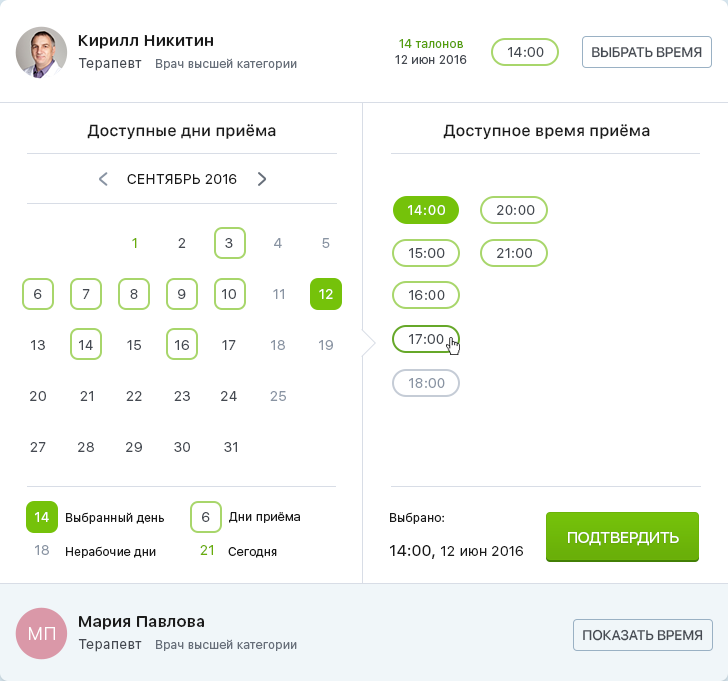 Кирилл Никитин
Терапевт Врач высшей категории
14 талонов
12 июн 2016
14:00
ВЫБРАТЬ ВРЕМЯ
Доступные дни приёма
СЕНТЯБРЬ 2016
1 2 3 4 5
6 7 8 9 10 11 12
13 14 15 16 17 18 19
20 21 22 23 24 25
27 28 29 30 31
14 Выбранный день 6 Дни приёма
18 Нерабочие дни 21 Сегодня
Доступное время приёма
14:00 20:00
15:00 21:00
16:00
17:00
18:00
Выбрано:
14:00, 12 июн 2016
ПОДТВЕРДИТЬ
МП
Мария Павлова
Терапевт Врач высшей категории
ПОКАЗАТЬ ВРЕМЯ